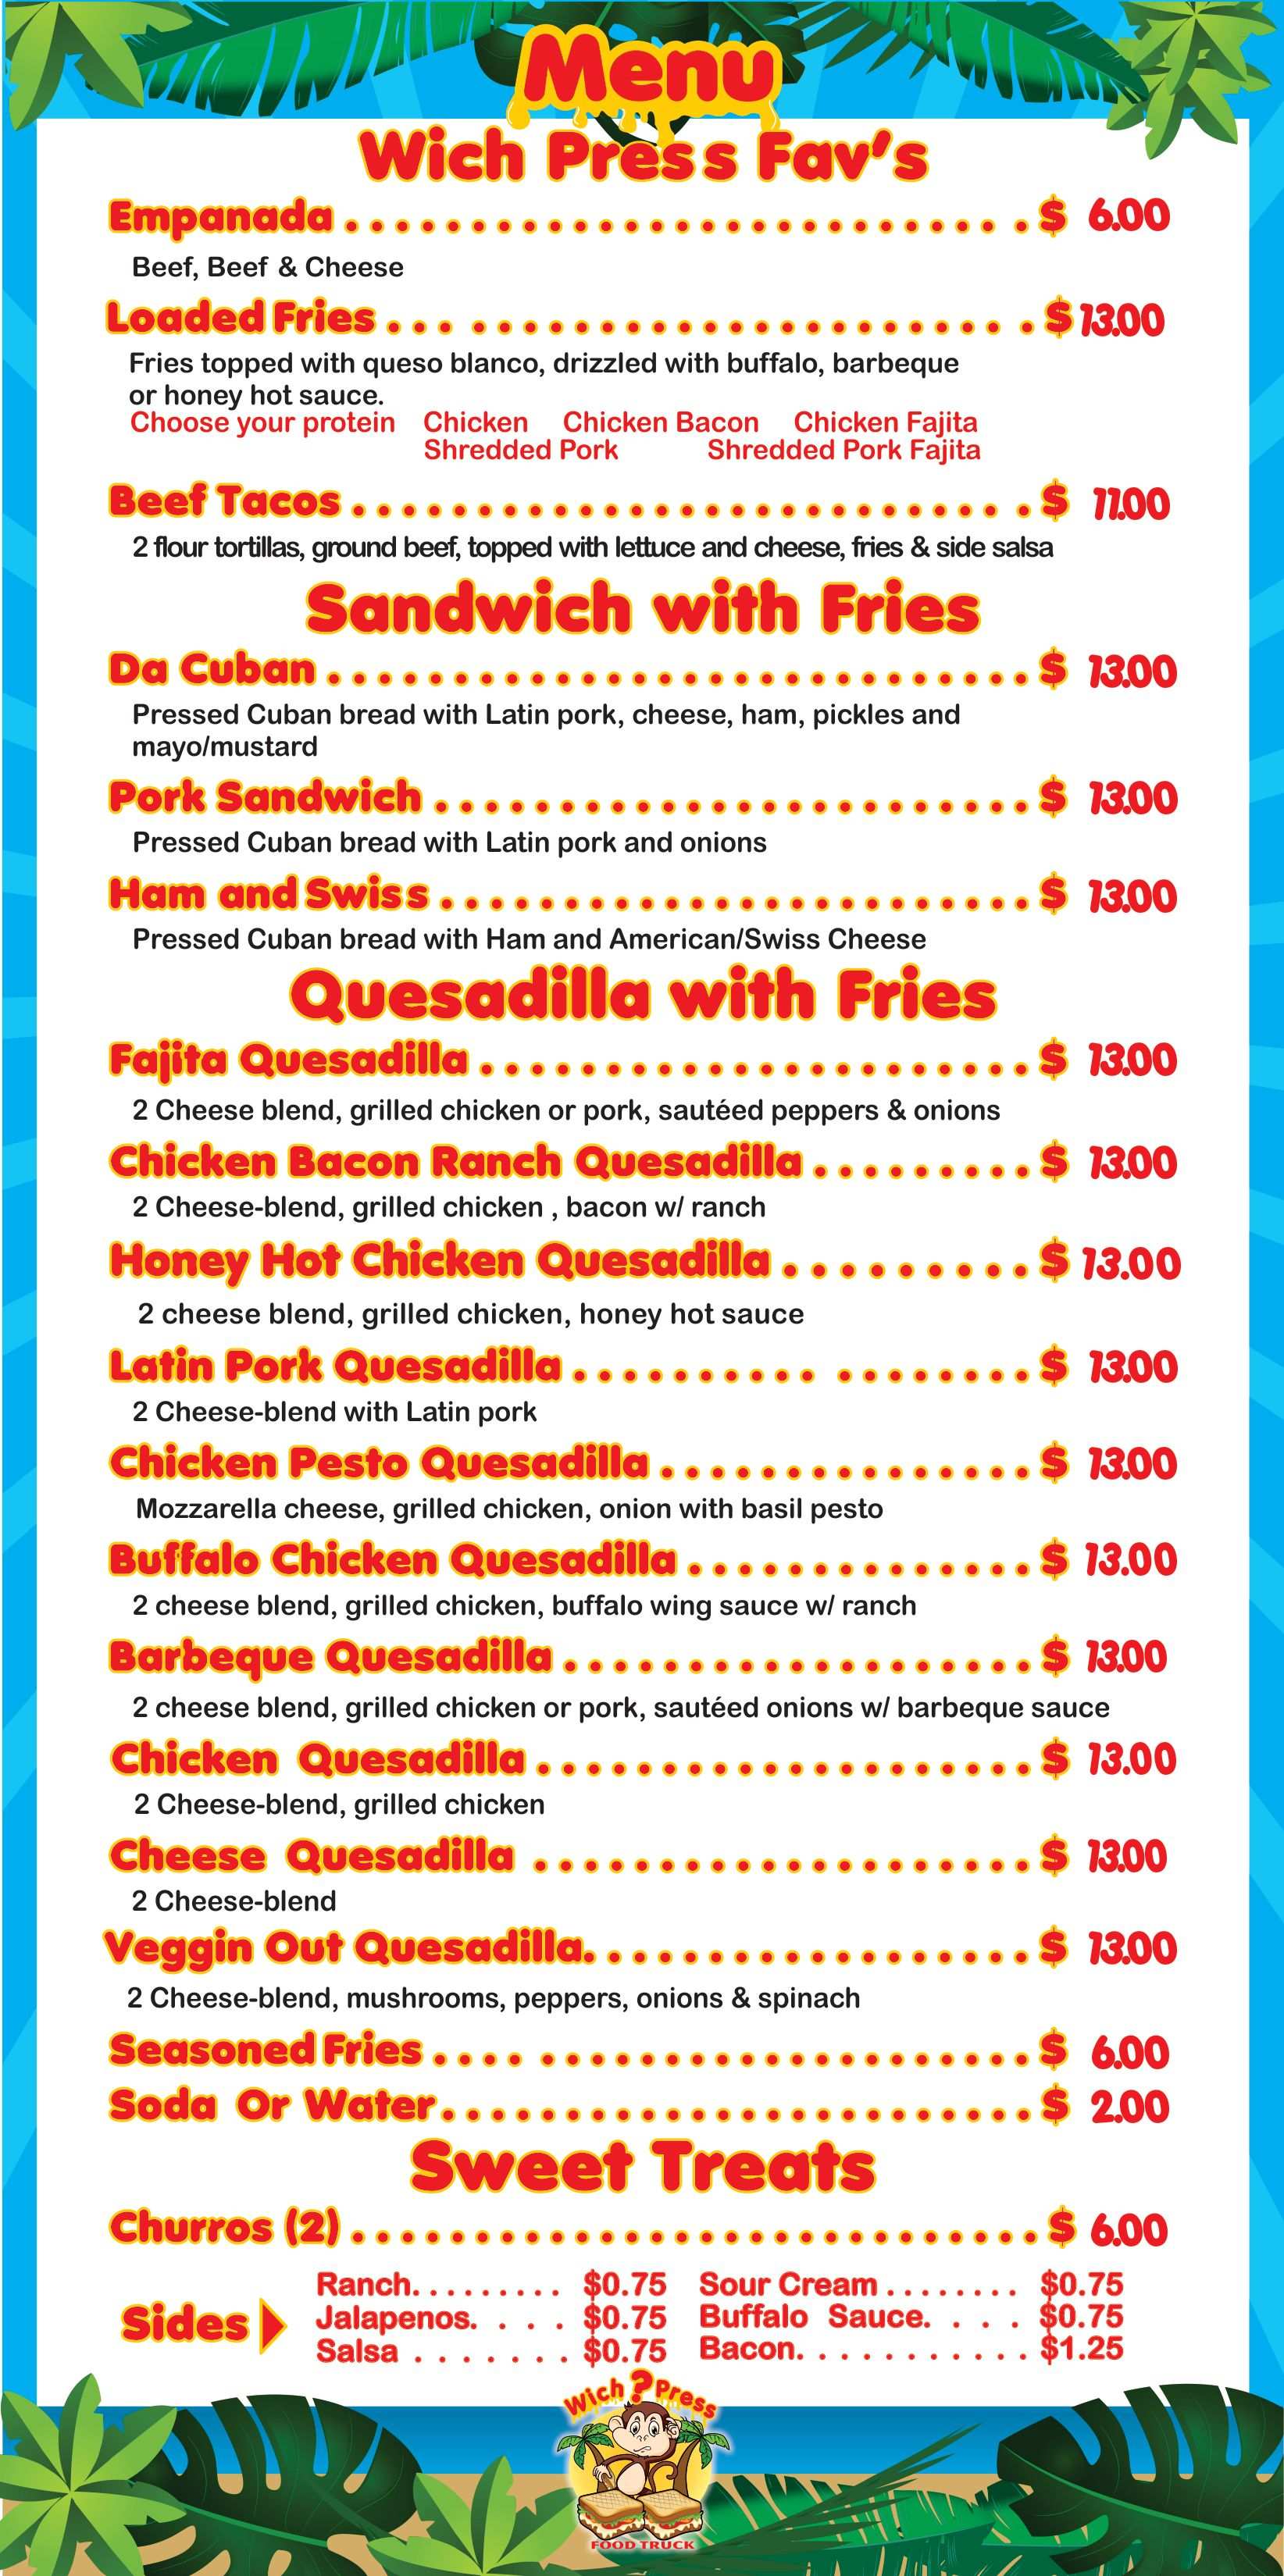 Menu
Wich Press Fav's
Empanada . . . . . . . . . . . . . . . . . . . . . . . . . . . $ 6.00
Beef, Beef & Cheese
Loaded Fries . . . . . . . . . . . . . . . . . . . . . . . . . $ 13.00
Fries topped with queso blanco, drizzled with buffalo, barbeque
or honey hot sauce.
Choose your protein Chicken Chicken Bacon Chicken Fajita
Shredded Pork Shredded Pork Fajita
Beef Tacos . . . . . . . . . . . . . . . . . . . . . . . . . . . $ 11.00
2 flour tortillas, ground beef, topped with lettuce and cheese, fries & side salsa
Sandwich with Fries
Da Cuban . . . . . . . . . . . . . . . . . . . . . . . . . . . . $ 13.00
Pressed Cuban bread with Latin pork, cheese, ham, pickles and
mayo/mustard
Pork Sandwich . . . . . . . . . . . . . . . . . . . . . . . . $ 13.00
Pressed Cuban bread with Latin pork and onions
Ham and Swiss . . . . . . . . . . . . . . . . . . . . . . . . $ 13.00
Pressed Cuban bread with Ham and American/Swiss Cheese
Quesadilla with Fries
Fajita Quesadilla . . . . . . . . . . . . . . . . . . . . . . $ 13.00
2 Cheese blend, grilled chicken or pork, sautéed peppers & onions
Chicken Bacon Ranch Quesadilla . . . . . . . . . $ 13.00
2 Cheese-blend, grilled chicken , bacon w/ ranch
Honey Hot Chicken Quesadilla . . . . . . . . . $ 13.00
2 cheese blend, grilled chicken, honey hot sauce
Latin Pork Quesadilla . . . . . . . . . . . . . . . . . . $ 13.00
2 Cheese-blend with Latin pork
Chicken Pesto Quesadilla . . . . . . . . . . . . . . . $ 13.00
Mozzarella cheese, grilled chicken, onion with basil pesto
Buffalo Chicken Quesadilla . . . . . . . . . . . . . . $ 13.00
2 cheese blend, grilled chicken, buffalo wing sauce w/ ranch
Barbeque Quesadilla . . . . . . . . . . . . . . . . . . . $ 13.00
2 cheese blend, grilled chicken or pork, sautéed onions w/ barbeque sauce
Chicken Quesadilla . . . . . . . . . . . . . . . . . . . . $ 13.00
2 Cheese-blend, grilled chicken
Cheese Quesadilla . . . . . . . . . . . . . . . . . . . . $ 13.00
2 Cheese-blend
Veggin Out Quesadilla. . . . . . . . . . . . . . . . . . $ 13.00
2 Cheese-blend, mushrooms, peppers, onions & spinach
Seasoned Fries . . . . . . . . . . . . . . . . . . . . . . . . $ 6.00
Soda Or Water. . . . . . . . . . . . . . . . . . . . . . . . $ 2.00
Sweet Treats
Churros (2) . . . . . . . . . . . . . . . . . . . . . . . . . . . . $ 6.00
Sides
Ranch. . . . . . . . . $0.75 Sour Cream . . . . . . . . $0.75
Jalapenos. . . . . $0.75 Buffalo Sauce. . . . . $0.75
Salsa . . . . . . . $0.75 Bacon. . . . . . . . . . . $1.25
Wich ? Press
FOOD TRUCK